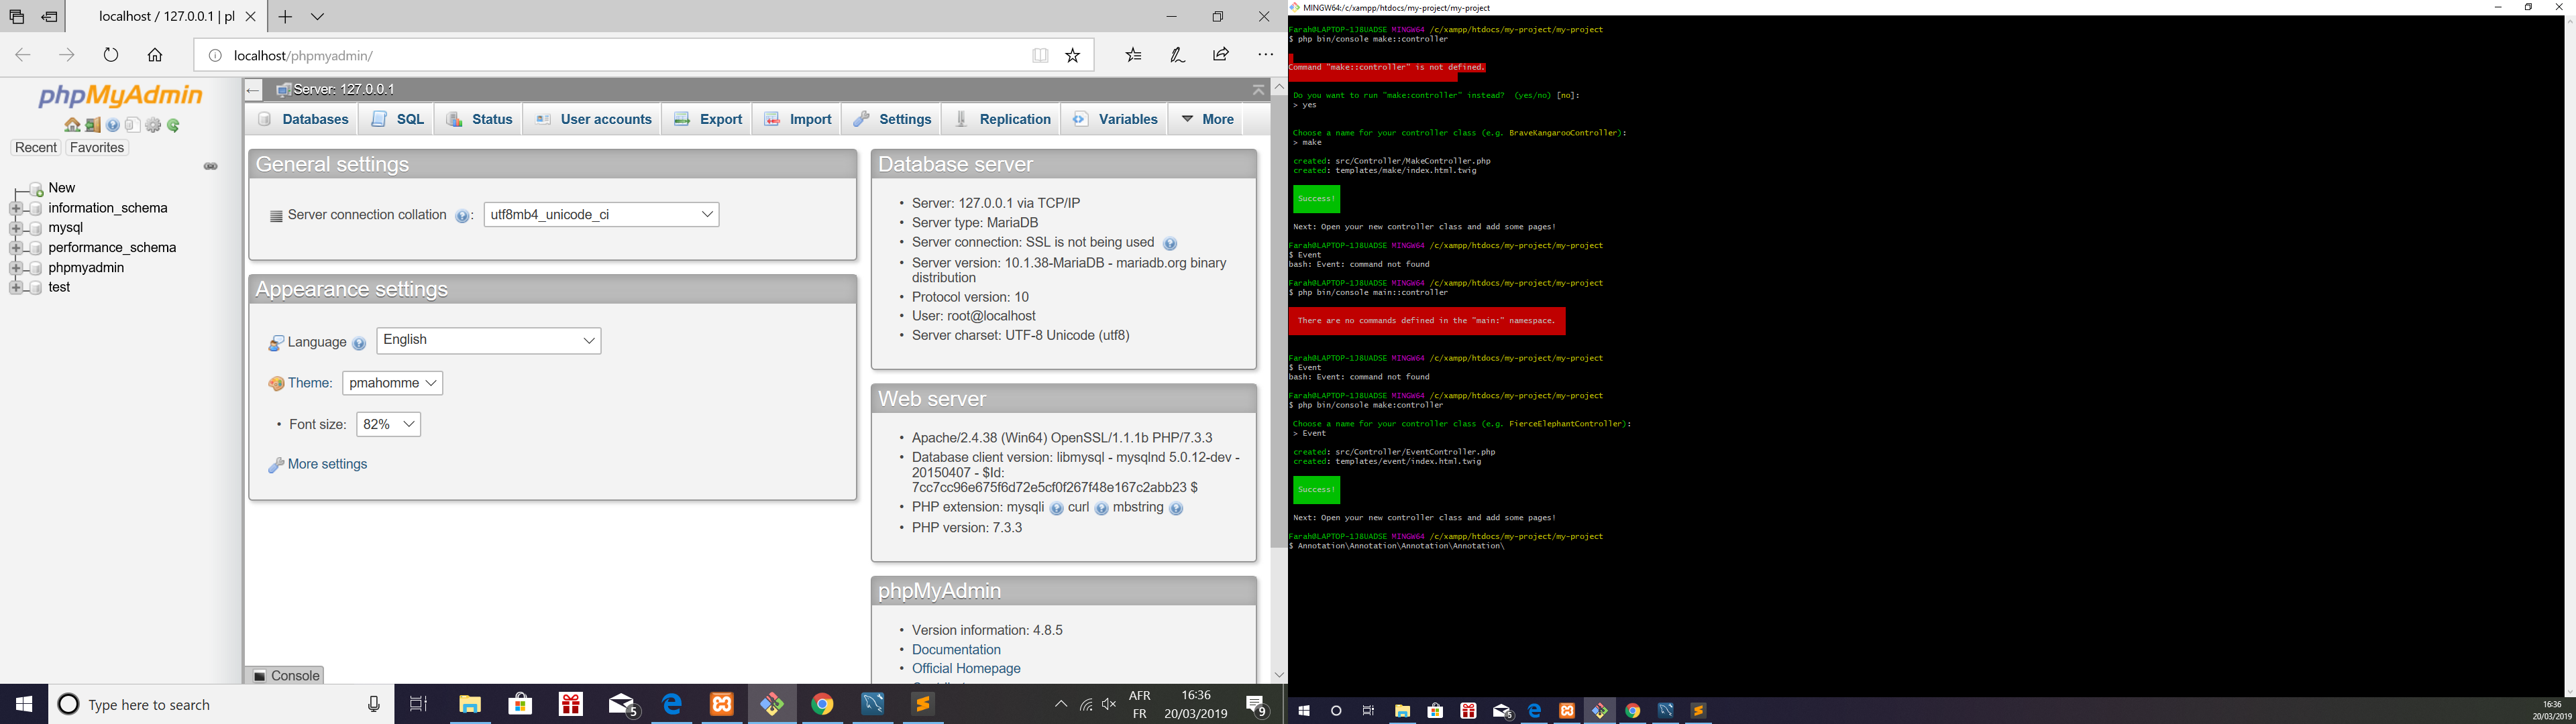 localhost / 127.0.0.1 | pl
localhost/phpmyadmin/
phpMyAdmin
Recent Favorites
New
information_schema
mysql
performance_schema
phpmyadmin
test
Server: 127.0.0.1
Databases SQL Status User accounts Export Import Settings Replication Variables More
General settings
Server connection collation : utf8mb4_unicode_ci
Appearance settings
Language English
Theme: pmahomme
• Font size: 82%
More settings
Database server
• Server: 127.0.0.1 via TCP/IP
• Server type: MariaDB
• Server connection: SSL is not being used
• Server version: 10.1.38-MariaDB - mariadb.org binary
distribution
• Protocol version: 10
• User: root@localhost
• Server charset: UTF-8 Unicode (utf8)
Web server
• Apache/2.4.38 (Win64) OpenSSL/1.1.1b PHP/7.3.3
• Database client version: libmysql - mysqlnd 5.0.12-dev -
20150407 - $Id:
7cc7cc96e675f6d72e5cf0f267f48e167c2abb23 $
• PHP extension: mysqli curl mbstring
• PHP version: 7.3.3
phpMyAdmin
• Version information: 4.8.5
• Documentation
• Official Homepage
Console
Type here to search
5
AFR
FR
16:36
20/03/2019
9
MINGW64:/c/xampp/htdocs/my-project/my-project
Farah@LAPTOP-1J8UADSE MINGW64 /c/xampp/htdocs/my-project/my-project
$ php bin/console make::controller
Command "make::controller" is not defined.
Do you want to run "make:controller" instead? (yes/no) [no]:
> yes
Choose a name for your controller class (e.g. BraveKangarooController):
> make
created: src/Controller/MakeController.php
created: templates/make/index.html.twig
Success!
Next: Open your new controller class and add some pages!
Farah@LAPTOP-1J8UADSE MINGW64 /c/xampp/htdocs/my-project/my-project
$ Event
bash: Event: command not found
Farah@LAPTOP-1J8UADSE MINGW64 /c/xampp/htdocs/my-project/my-project
$ php bin/console main::controller
There are no commands defined in the "main:" namespace.
Farah@LAPTOP-1J8UADSE MINGW64 /c/xampp/htdocs/my-project/my-project
$ Event
bash: Event: command not found
Farah@LAPTOP-1J8UADSE MINGW64 /c/xampp/htdocs/my-project/my-project
$ php bin/console make:controller
Choose a name for your controller class (e.g. FierceElephantController):
> Event
created: src/Controller/EventController.php
created: templates/event/index.html.twig
Success!
Next: Open your new controller class and add some pages!
Farah@LAPTOP-1J8UADSE MINGW64 /c/xampp/htdocs/my-project/my-project
$ Annotation\Annotation\Annotation\Annotation\
5
16:36
20/03/2019